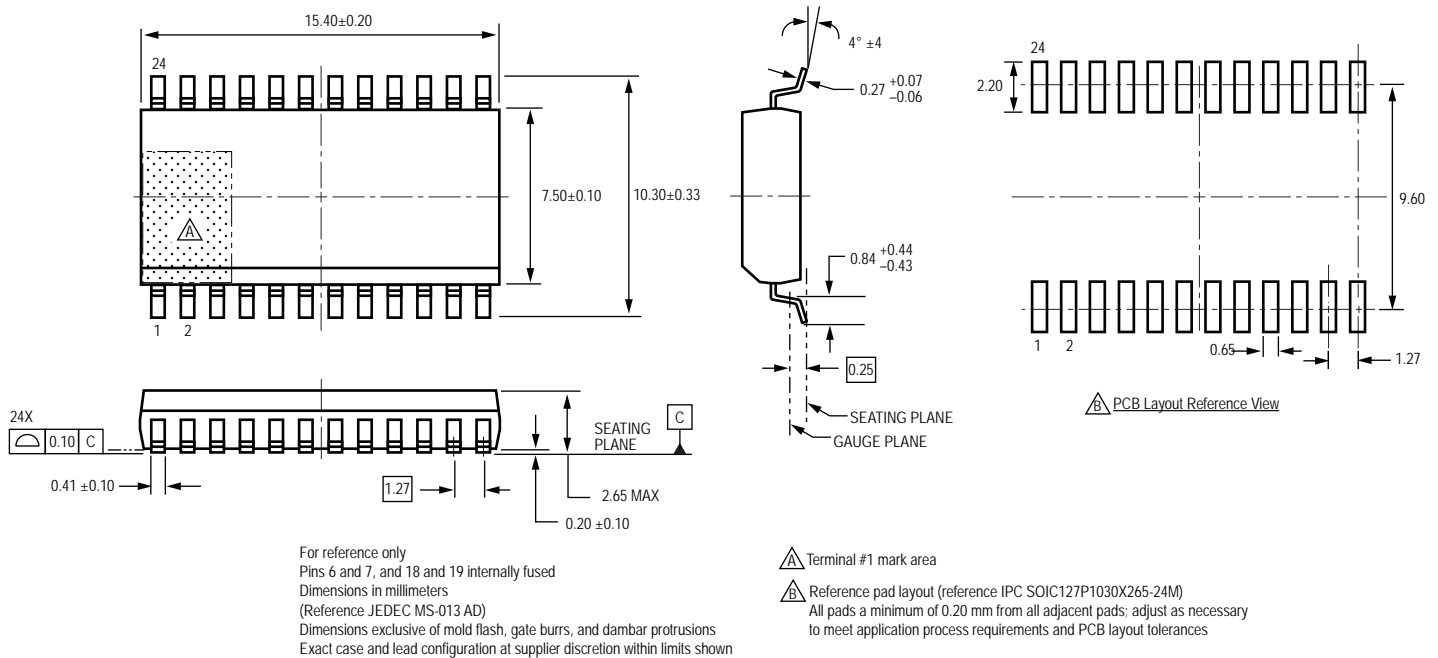 15.40±0.20
24
7.50±0.10
10.30±0.33
A
1 2
4° ±4
0.27 +0.07 –0.06
0.84 +0.44 –0.43
0.25
SEATING PLANE
GAUGE PLANE
24
2.20
9.60
1 2
0.65
1.27
B PCB Layout Reference View
24X
0.10 C
SEATING
PLANE
C
0.41 ±0.10
1.27
2.65 MAX
0.20 ±0.10
For reference only
Pins 6 and 7, and 18 and 19 internally fused
Dimensions in millimeters
(Reference JEDEC MS-013 AD)
Dimensions exclusive of mold flash, gate burrs, and dambar protrusions
Exact case and lead configuration at supplier discretion within limits shown
A Terminal #1 mark area
B Reference pad layout (reference IPC SOIC127P1030X265-24M)
All pads a minimum of 0.20 mm from all adjacent pads; adjust as necessary
to meet application process requirements and PCB layout tolerances